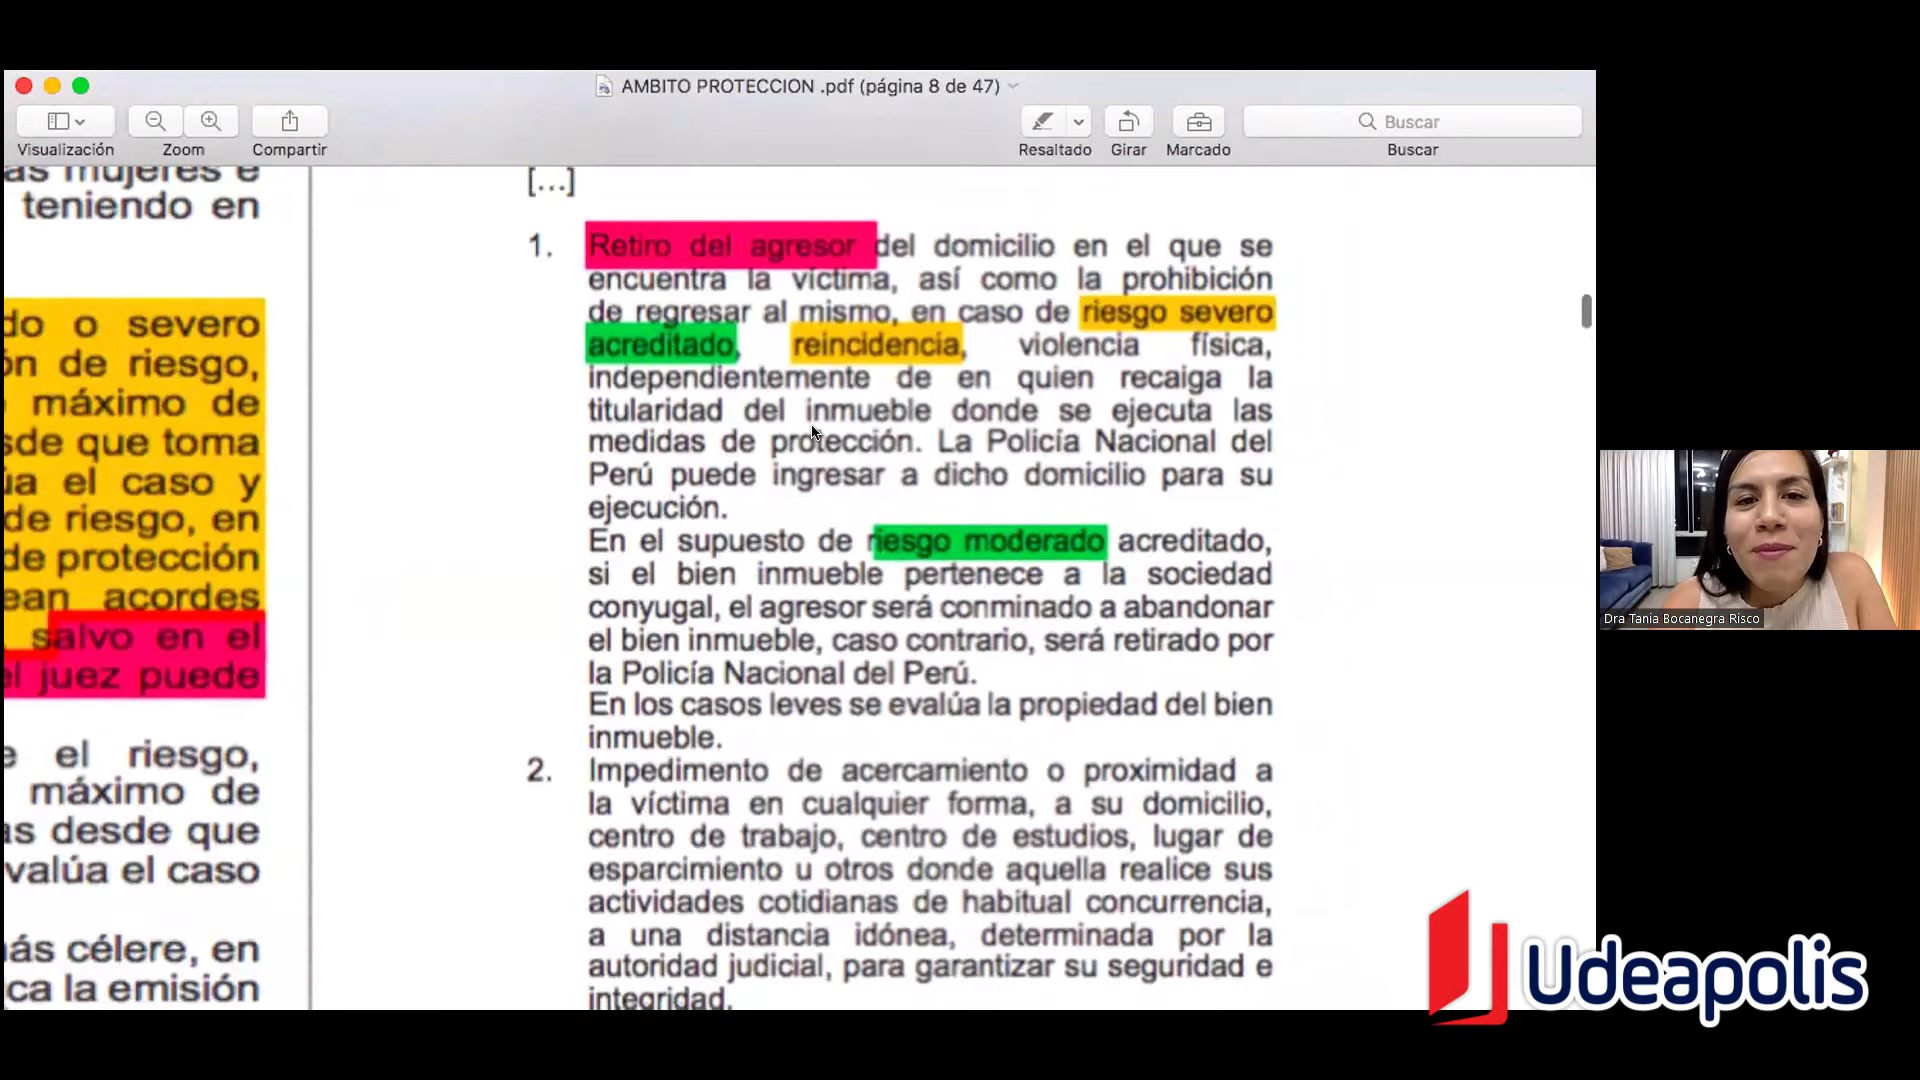 AMBITO PROTECCION .pdf (página 8 de 47)
Visualización
Zoom
Compartir
Resaltado
Girar
Marcado
Buscar
Buscar
as mujeres e
teniendo en
do o severo
ón de riesgo,
máximo de
sde que toma
úa el caso y
de riesgo, en
de protección
ean acordes
salvo en el
el juez puede
e el riesgo,
máximo de
as desde que
valúa el caso
más célere, en
ca la emisión
[...]
1. Retiro del agresor del domicilio en el que se
encuentra la víctima, así como la prohibición
de regresar al mismo, en caso de riesgo severo
acreditado, reincidencia, violencia física,
independientemente de en quien recaiga la
titularidad del inmueble donde se ejecuta las
medidas de protección. La Policía Nacional del
Perú puede ingresar a dicho domicilio para su
ejecución.
En el supuesto de riesgo moderado acreditado,
si el bien inmueble pertenece a la sociedad
conyugal, el agresor será conminado a abandonar
el bien inmueble, caso contrario, será retirado por
la Policía Nacional del Perú.
En los casos leves se evalúa la propiedad del bien
inmueble.
2. Impedimento de acercamiento o proximidad a
la víctima en cualquier forma, a su domicilio,
centro de trabajo, centro de estudios, lugar de
esparcimiento u otros donde aquella realice sus
actividades cotidianas de habitual concurrencia,
a una distancia idónea, determinada por la
autoridad judicial, para garantizar su seguridad e
integridad.
Dra Tania Bocanegra Risco
Udeapolis